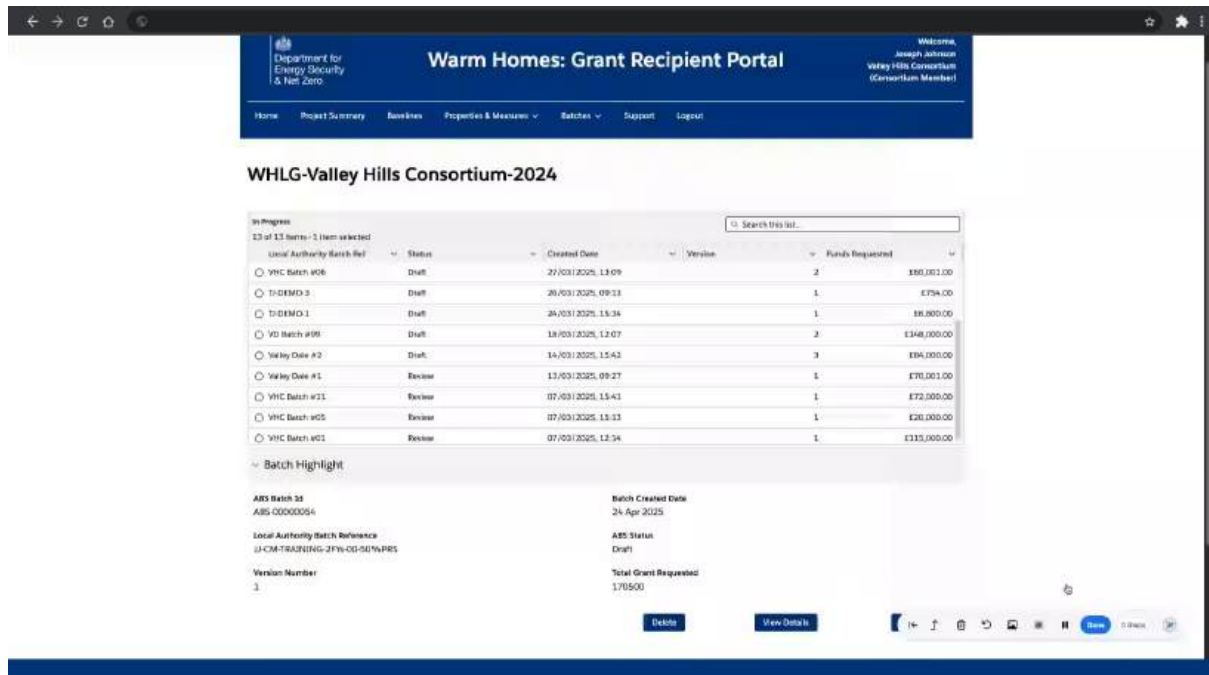 Department for
Energy Security
& Net Zero
Warm Homes: Grant Recipient Portal
Welcome,
Joseph Johnson
Valley Hills Consortium
(Consortium Member)
Home Project Summary Baselines Properties & Measures Batches Support Logout
WHLG-Valley Hills Consortium-2024
In Progress
13 of 13 items · 1 item selected
Search this list...
Local Authority Batch Ref Status Created Date Version Funds Requested
VHC Batch #06 Draft 27/03/2025, 13:09 2 £60,001.00
TJ-DEMO-3 Draft 26/03/2025, 09:13 1 £754.00
TJ-DEMO-1 Draft 24/03/2025, 15:34 1
VD Batch #99 Draft 18/03/2025, 12:07 2 £148,000.00
Valley Dale #2 Draft 14/03/2025, 15:42 3 £84,000.00
Valley Dale #1 Review 13/03/2025, 09:27 1 £70,001.00
VHC Batch #11 Review 07/03/2025, 15:43 1 £72,000.00
VHC Batch #05 Review 07/03/2025, 15:13 1 £20,000.00
VHC Batch #01 Review 07/03/2025, 12:34 1 £115,000.00
Batch Highlight
ABS Batch Id Batch Created Date
24 Apr 2025
Local Authority Batch Reference ABS Status
Draft
Version Number Total Grant Requested
1 170500
Delete View Details
Done